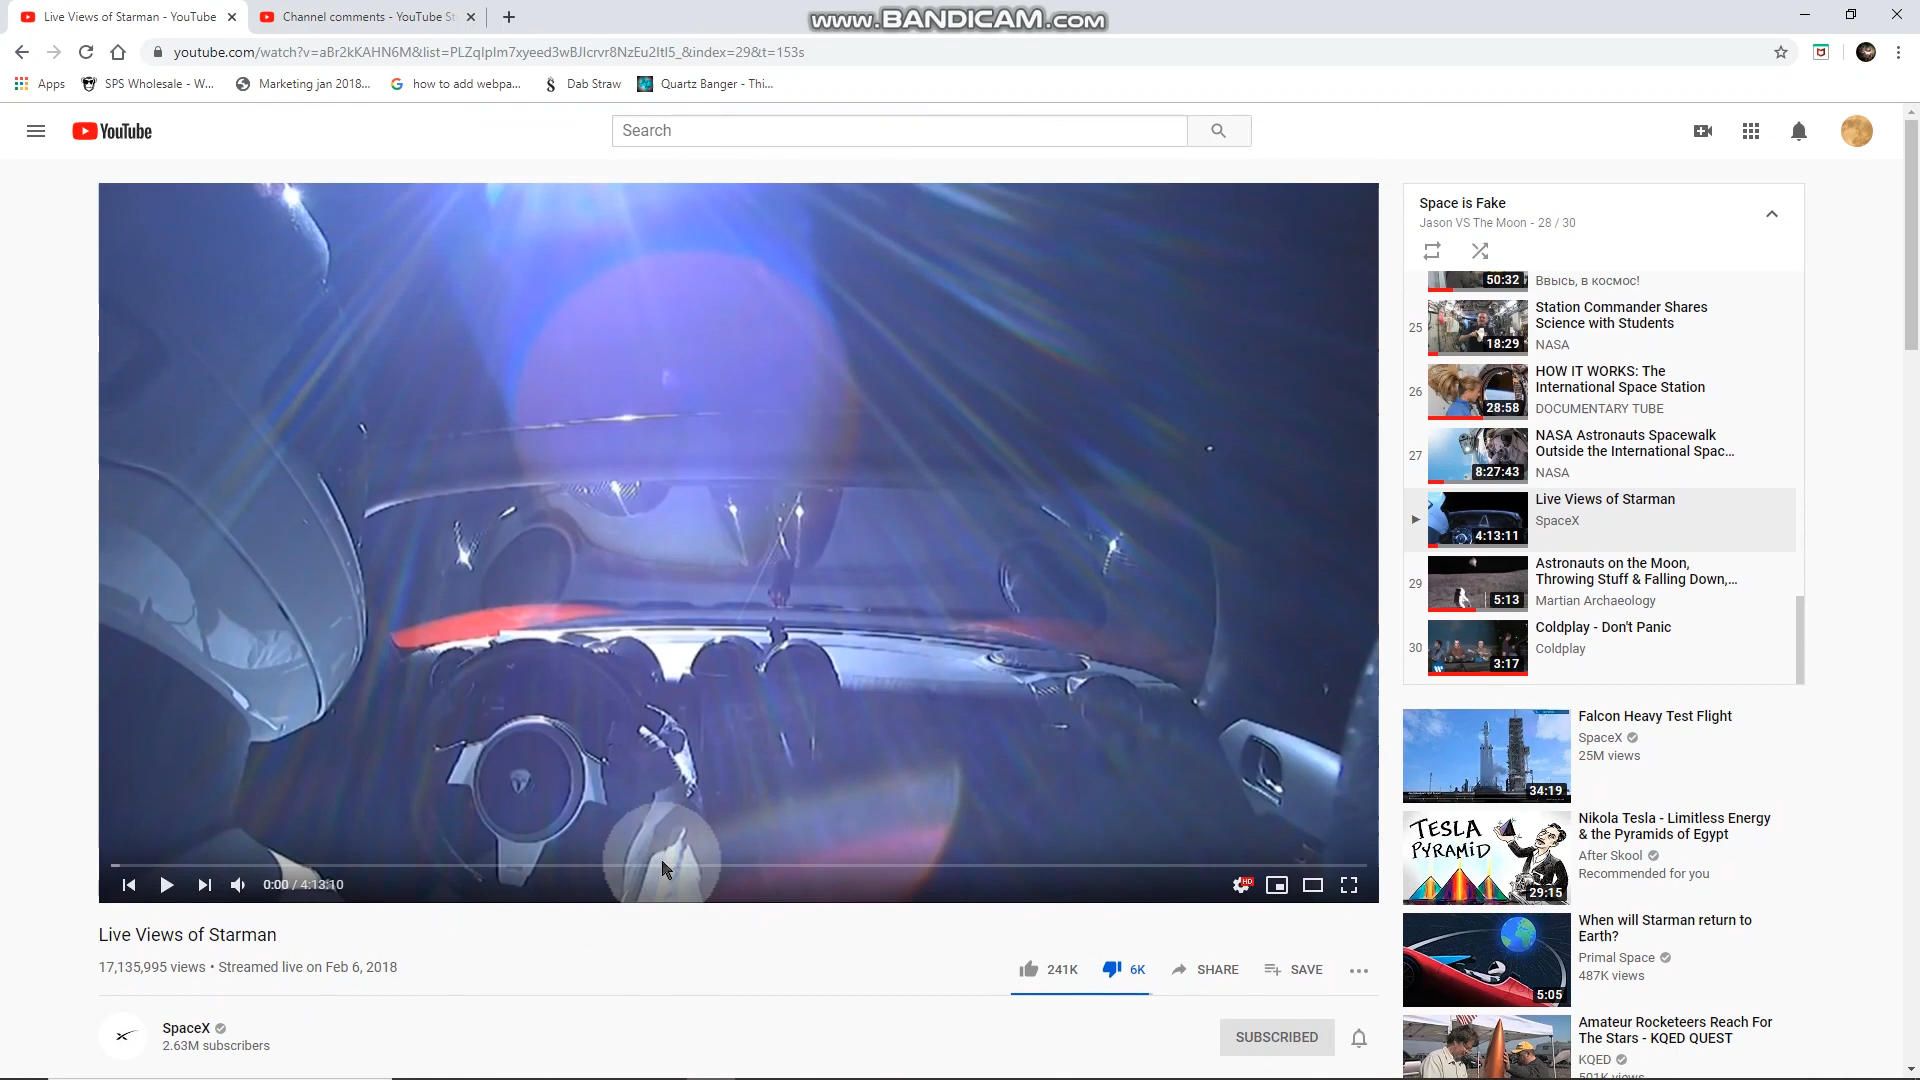 Live Views of Starman - YouTube
Channel comments - YouTube St
www.BANDICAM.com
youtube.com/watch?v=aBr2kKAHN6M&list=PLZqlplm7xyeed3wBJlcrvr8NzEu2ltl5_&index=29&t=153s
Apps
SPS Wholesale - W...
Marketing jan 2018...
how to add webpa...
Dab Straw
Quartz Banger - Thi...
YouTube
Search
Space is Fake
Jason VS The Moon - 28 / 30
50:32
Ввысь, в космос!
25
18:29
Station Commander Shares
Science with Students
NASA
26
28:58
HOW IT WORKS: The
International Space Station
DOCUMENTARY TUBE
27
8:27:43
NASA Astronauts Spacewalk
Outside the International Spac...
NASA
4:13:11
Live Views of Starman
SpaceX
29
5:13
Astronauts on the Moon,
Throwing Stuff & Falling Down,...
Martian Archaeology
30
3:17
Coldplay - Don't Panic
Coldplay
0:00 / 4:13:10
HD
Live Views of Starman
17,135,995 views • Streamed live on Feb 6, 2018
241K
6K
SHARE
SAVE
SpaceX
2.63M subscribers
SUBSCRIBED
34:19
Falcon Heavy Test Flight
SpaceX
25M views
TESLA
PYRAMID
29:15
Nikola Tesla - Limitless Energy
& the Pyramids of Egypt
After Skool
Recommended for you
5:05
When will Starman return to
Earth?
Primal Space
487K views
Amateur Rocketeers Reach For
The Stars - KQED QUEST
KQED
501K views